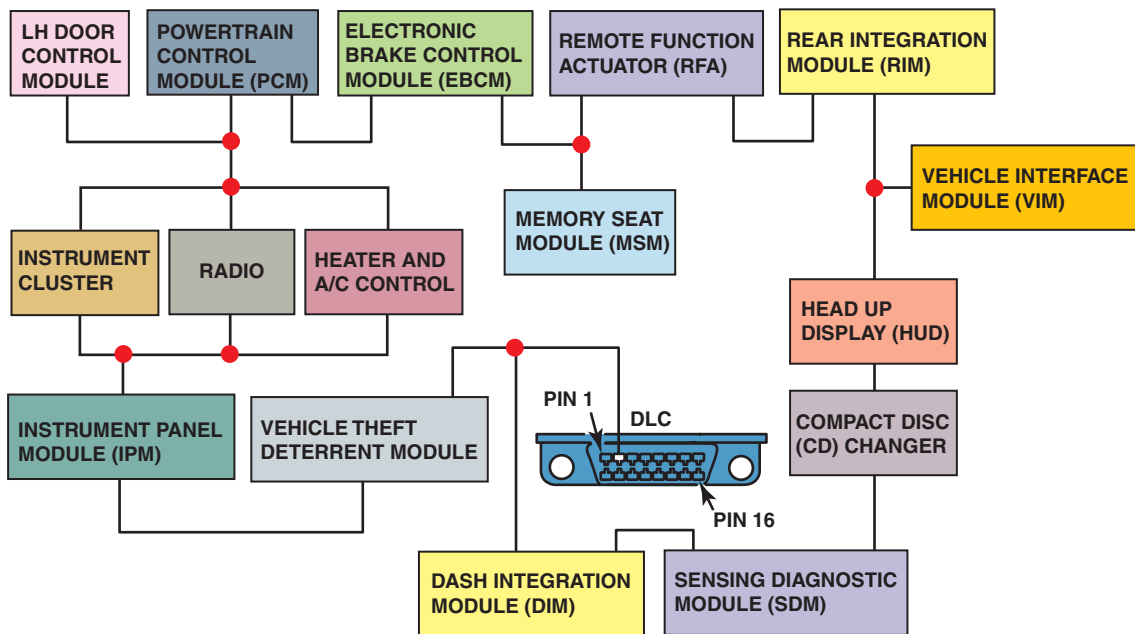 LH DOOR
CONTROL
MODULE
POWERTRAIN
CONTROL
MODULE (PCM)
ELECTRONIC
BRAKE CONTROL
MODULE (EBCM)
REMOTE FUNCTION
ACTUATOR (RFA)
REAR INTEGRATION
MODULE (RIM)
VEHICLE INTERFACE
MODULE (VIM)
MEMORY SEAT
MODULE (MSM)
INSTRUMENT
CLUSTER
RADIO
HEATER AND
A/C CONTROL
HEAD UP
DISPLAY (HUD)
INSTRUMENT PANEL
MODULE (IPM)
VEHICLE THEFT
DETERRENT MODULE
PIN 1
DLC
PIN 16
COMPACT DISC
(CD) CHANGER
DASH INTEGRATION
MODULE (DIM)
SENSING DIAGNOSTIC
MODULE (SDM)